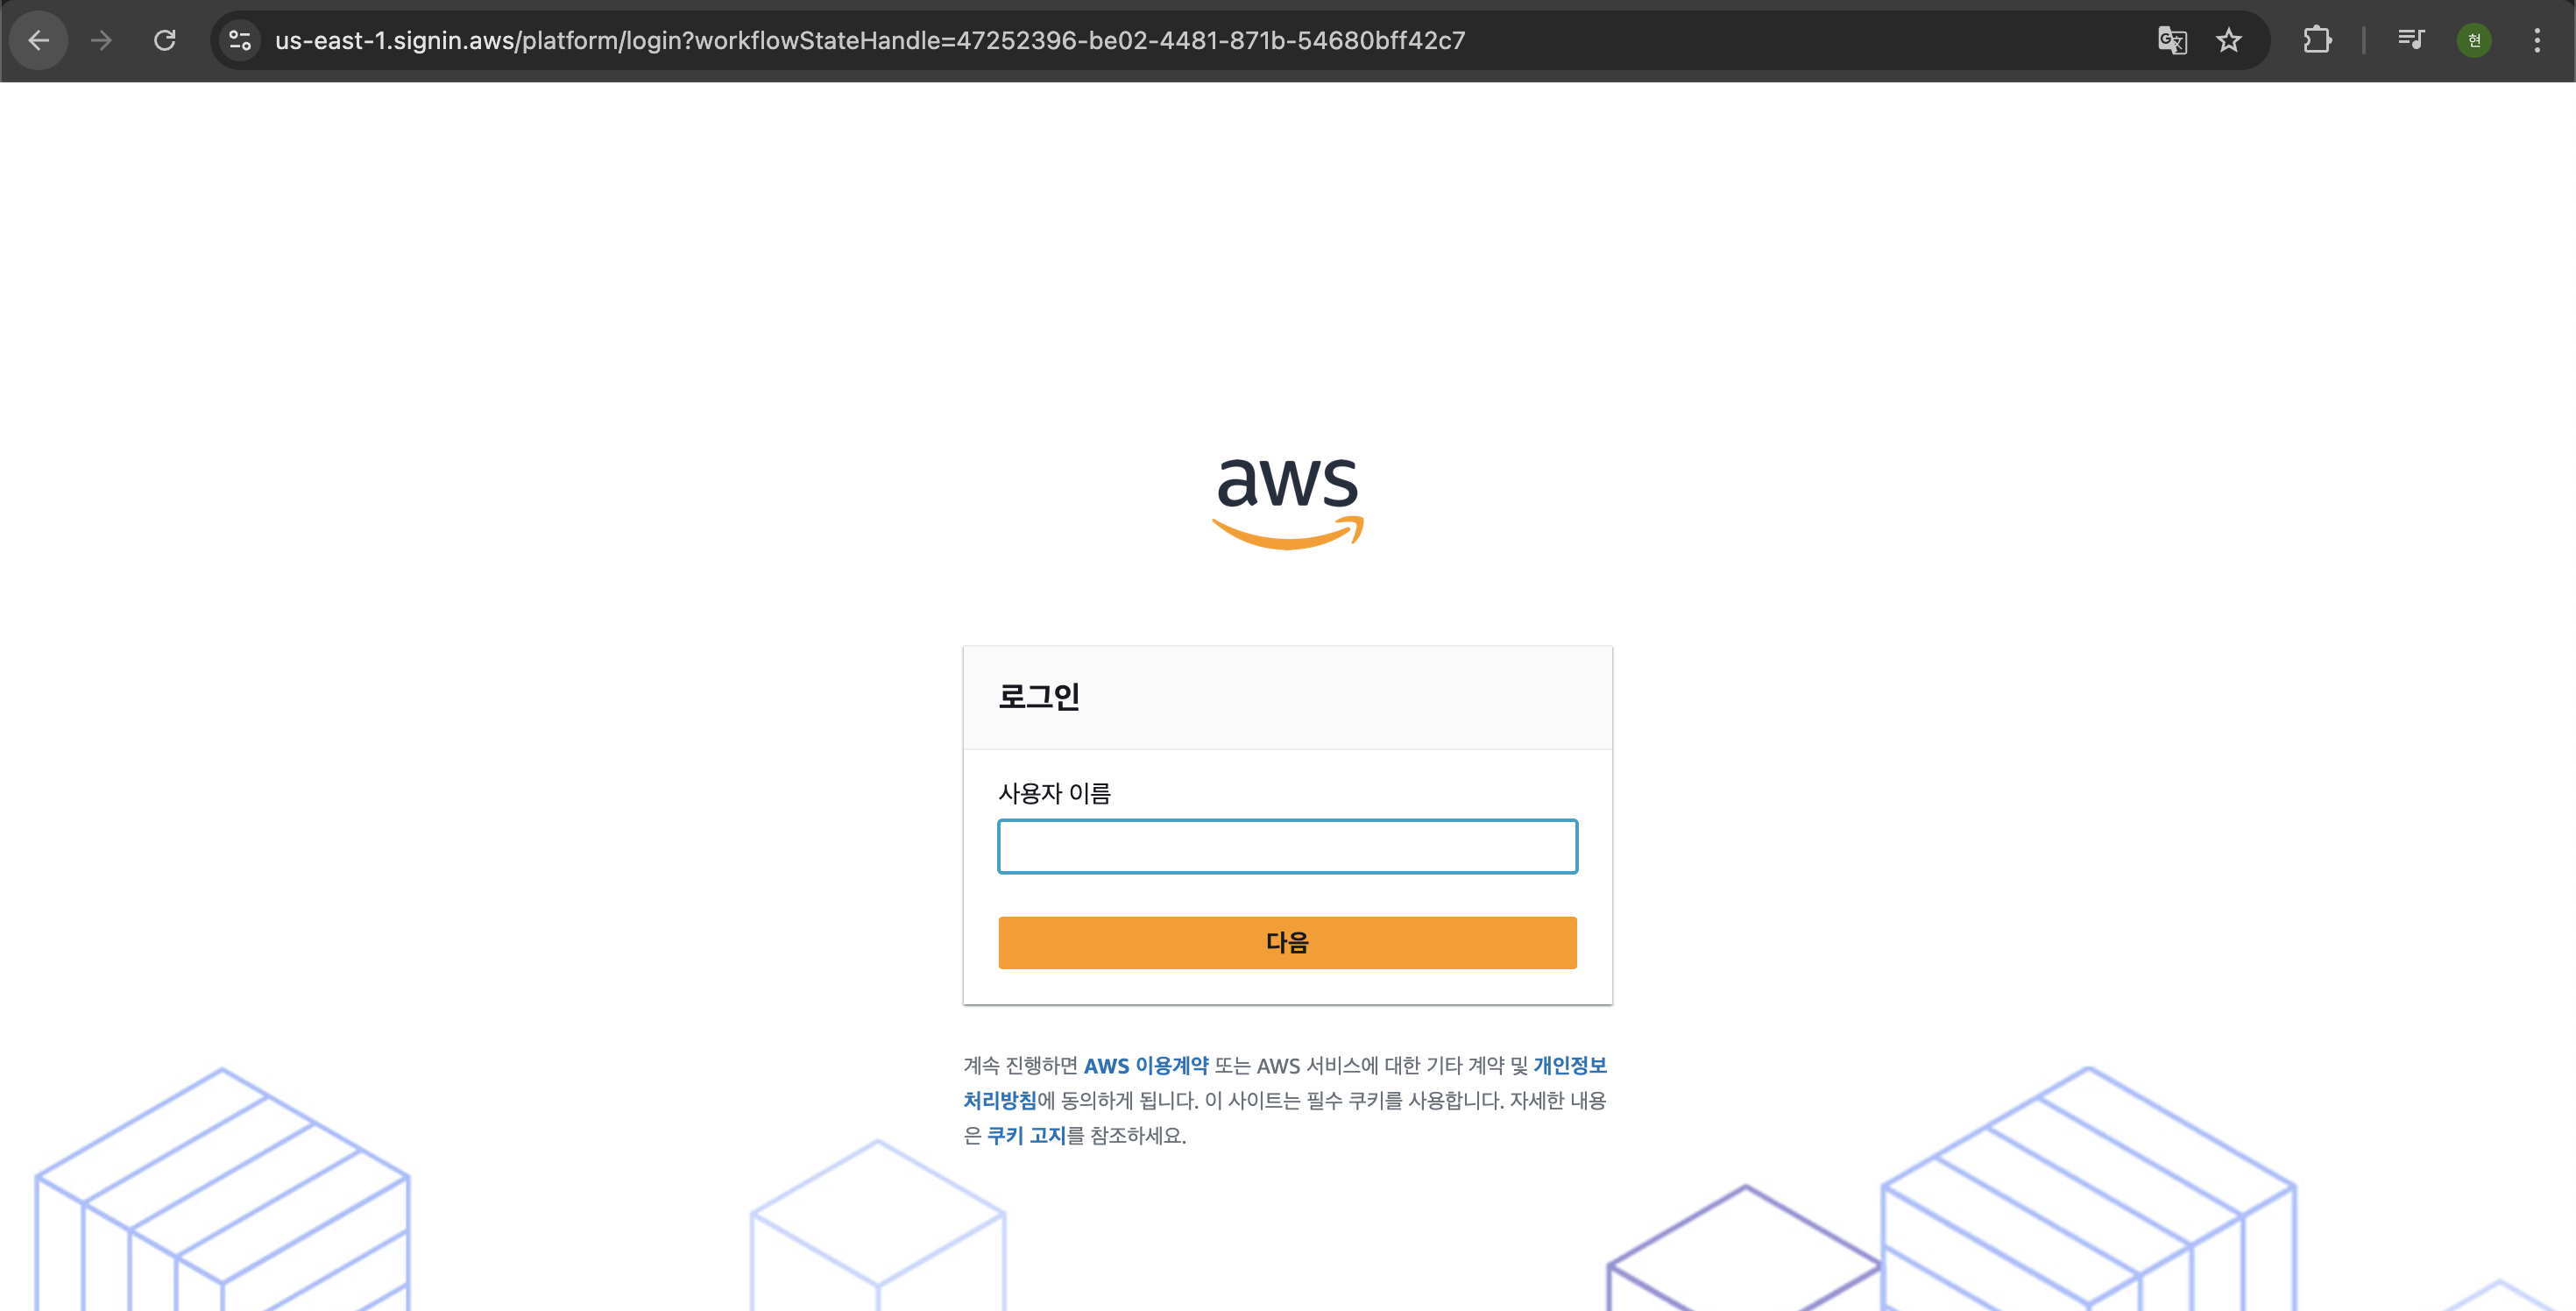 us-east-1.signin.aws/platform/login?workflowStateHandle=47252396-be02-4481-871b-54680bff42c7
현
aws
로그인
사용자 이름
다음
계속 진행하면 AWS 이용계약 또는 AWS 서비스에 대한 기타 계약 및 개인정보
처리방침에 동의하게 됩니다. 이 사이트는 필수 쿠키를 사용합니다. 자세한 내용
은 쿠키 고지를 참조하세요.